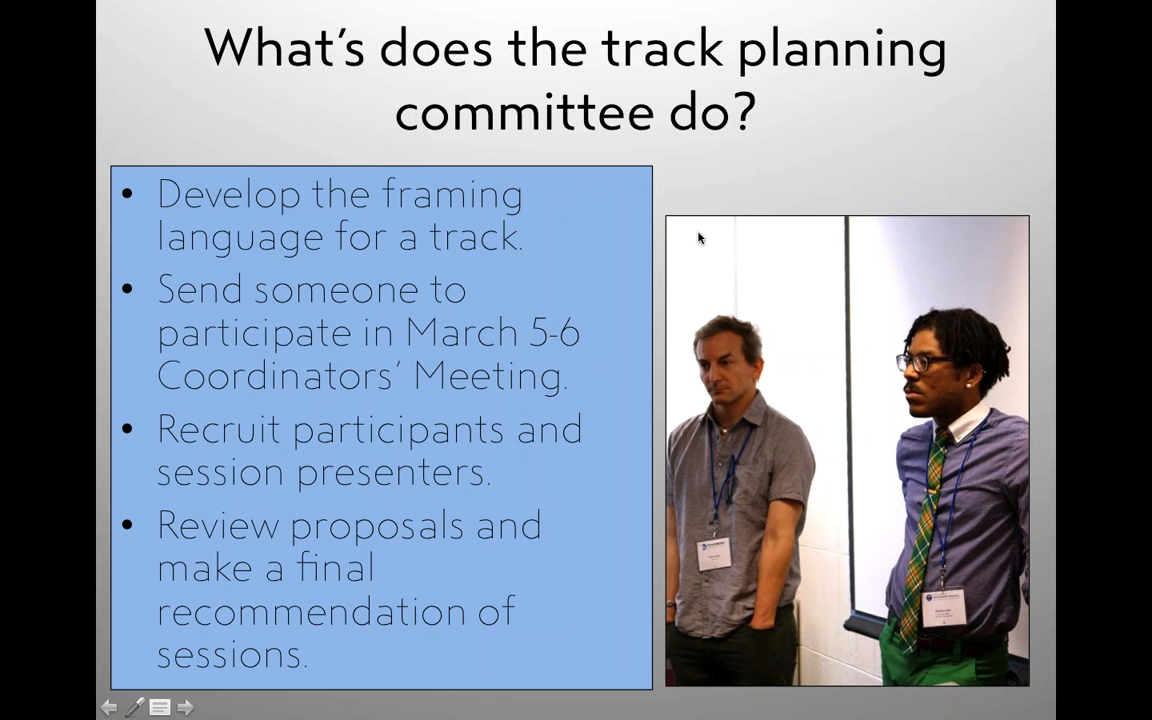 What's does the track planning
committee do?
• Develop the framing
language for a track.
• Send someone to
participate in March 5-6
Coordinators' Meeting.
• Recruit participants and
session presenters.
• Review proposals and
make a final
recommendation of
sessions.